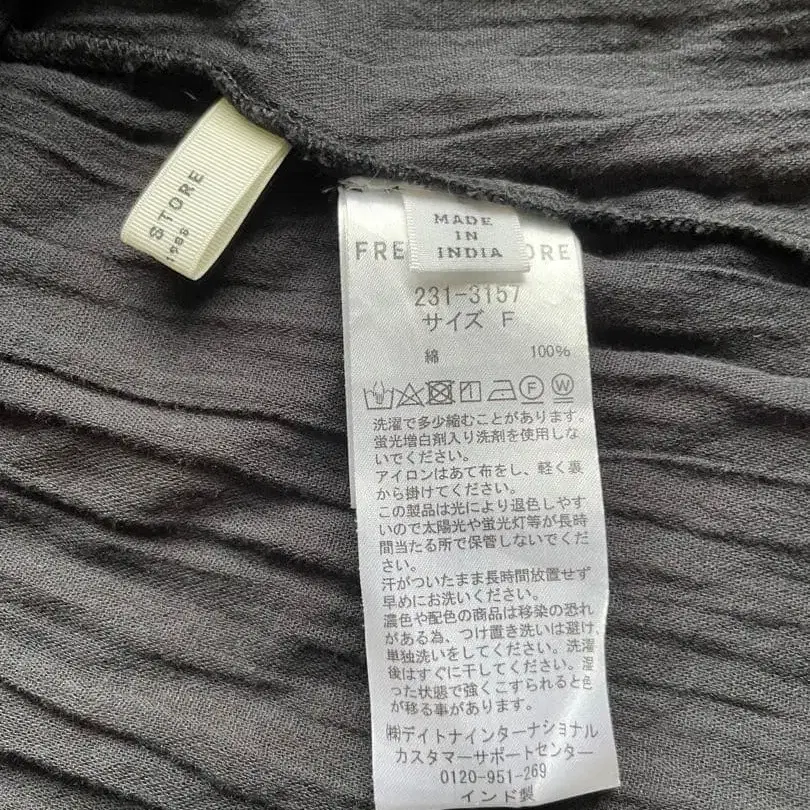 STORE
1986
MADE
IN
INDIA
FRE ORE
231-3157
サイズ F
綿 100%
F W
洗濯で多少縮むことがあります。
蛍光増白剤入り洗剤を使用しな
いでください。
アイロンはあて布をし、軽く裏
から掛けてください。
この製品は光により退色しやす
いので太陽光や蛍光灯等が長時
間当たる所で保管しないでくだ
さい。
汗がついたまま長時間放置せず
早めにお洗いください。
濃色や配色の商品は移染の恐れ
がある為、つけ置き洗いは避け、
単独洗いをしてください。洗濯
後はすぐに干してください。湿
った状態で強くこすられると色
が移る事があります。
㈱デイトナインターナショナル
カスタマーサポートセンター
0120-951-269
インド製